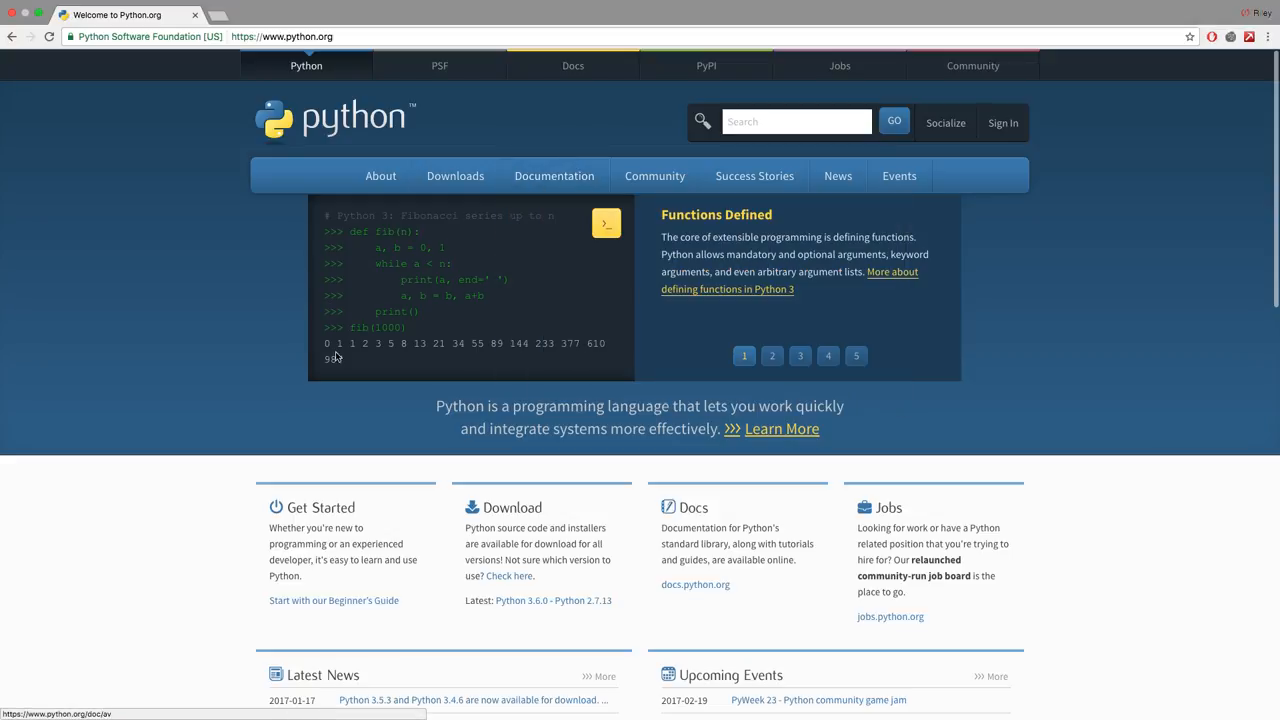 Welcome to Python.org
Riley
Python Software Foundation [US]
https://www.python.org
Python
PSF
Docs
PyPI
Jobs
Community
python™
Search
GO
Socialize
Sign In
About
Downloads
Documentation
Community
Success Stories
News
Events
# Python 3: Fibonacci series up to n
>>> def fib(n):
>>> a, b = 0, 1
>>> while a < n:
>>> print(a, end=' ')
>>> a, b = b, a+b
>>> print()
>>> fib(1000)
0 1 1 2 3 5 8 13 21 34 55 89 144 233 377 610
>_
Functions Defined
The core of extensible programming is defining functions.
Python allows mandatory and optional arguments, keyword
arguments, and even arbitrary argument lists. More about
defining functions in Python 3
1 2 3 4 5
Python is a programming language that lets you work quickly
and integrate systems more effectively. >>> Learn More
Get Started
Whether you're new to
programming or an experienced
developer, it's easy to learn and use
Python.
Start with our Beginner's Guide
Download
Python source code and installers
are available for download for all
versions! Not sure which version to
use? Check here.
Latest: Python 3.6.0 - Python 2.7.13
Docs
Documentation for Python's
standard library, along with tutorials
and guides, are available online.
docs.python.org
Jobs
Looking for work or have a Python
related position that you're trying to
hire for? Our relaunched
community-run job board is the
place to go.
jobs.python.org
Latest News
>>> More
2017-01-17 Python 3.5.3 and Python 3.4.6 are now available for download. ...
Upcoming Events
>>> More
2017-02-19 PyWeek 23 - Python community game jam
https://www.python.org/doc/av